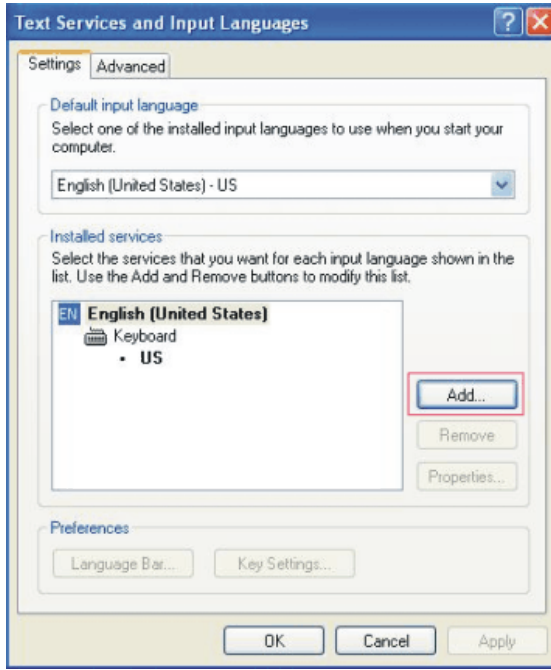 Text Services and Input Languages
Settings
Advanced
Default input language
Select one of the installed input languages to use when you start your
computer.
English (United States) - US
Installed services
Select the services that you want for each input language shown in the
list. Use the Add and Remove buttons to modify this list.
EN English (United States)
Keyboard
• US
Add...
Remove
Properties...
Preferences
Language Bar...
Key Settings...
OK
Cancel
Apply